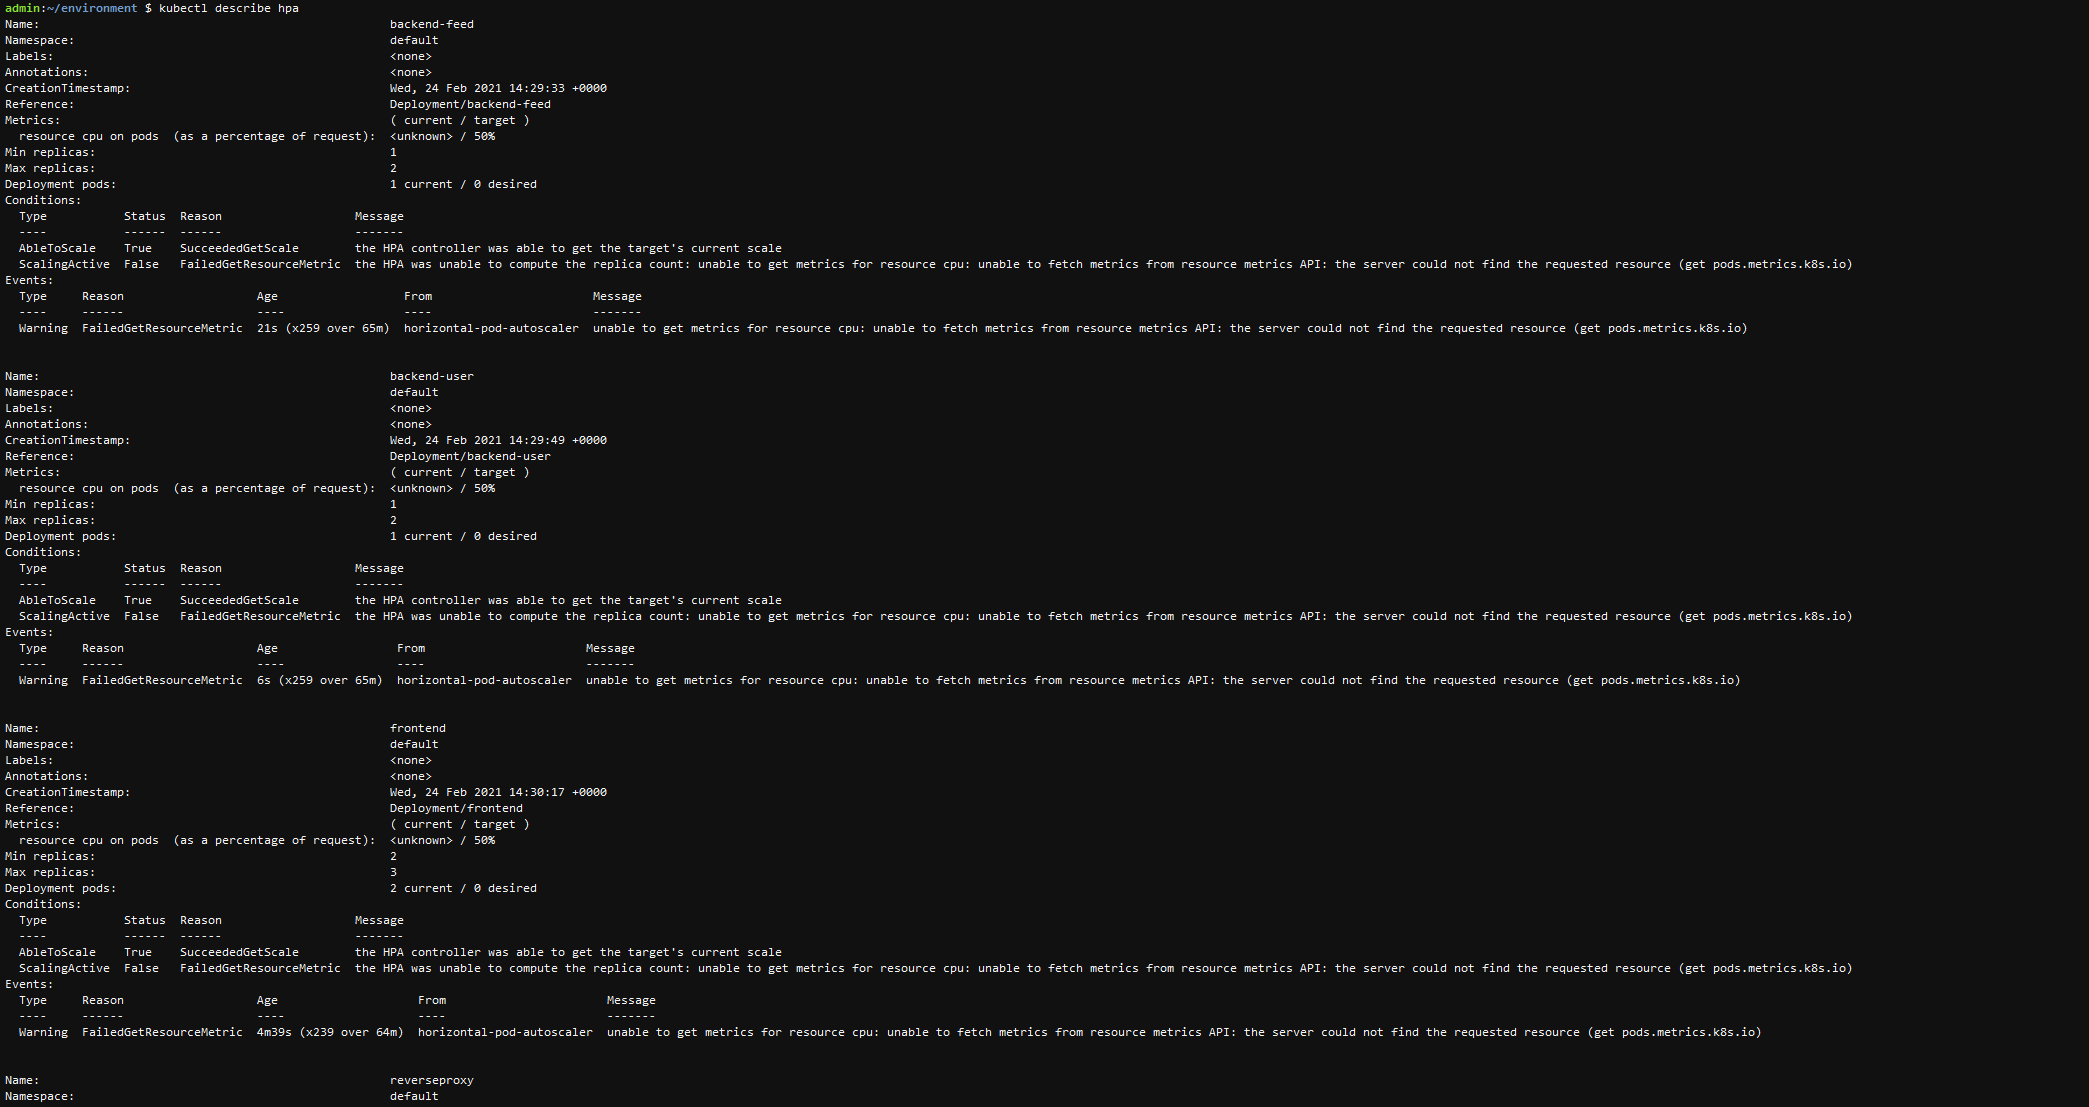 admin:~/environment $ kubectl describe hpa
Name:                                                  backend-feed
Namespace:                                             default
Labels:                                                <none>
Annotations:                                           <none>
CreationTimestamp:                                     Wed, 24 Feb 2021 14:29:33 +0000
Reference:                                             Deployment/backend-feed
Metrics:                                               ( current / target )
  resource cpu on pods  (as a percentage of request):  <unknown> / 50%
Min replicas:                                          1
Max replicas:                                          2
Deployment pods:                                       1 current / 0 desired
Conditions:
  Type           Status  Reason                   Message
  ----           ------  ------                   -------
  AbleToScale    True    SucceededGetScale        the HPA controller was able to get the target's current scale
  ScalingActive  False   FailedGetResourceMetric  the HPA was unable to compute the replica count: unable to get metrics for resource cpu: unable to fetch metrics from resource metrics API: the server could not find the requested resource (get pods.metrics.k8s.io)
Events:
  Type     Reason                   Age                  From                       Message
  ----     ------                   ----                 ----                       -------
  Warning  FailedGetResourceMetric  21s (x259 over 65m)  horizontal-pod-autoscaler  unable to get metrics for resource cpu: unable to fetch metrics from resource metrics API: the server could not find the requested resource (get pods.metrics.k8s.io)
Name:                                                  backend-user
Namespace:                                             default
Labels:                                                <none>
Annotations:                                           <none>
CreationTimestamp:                                     Wed, 24 Feb 2021 14:29:49 +0000
Reference:                                             Deployment/backend-user
Metrics:                                               ( current / target )
  resource cpu on pods  (as a percentage of request):  <unknown> / 50%
Min replicas:                                          1
Max replicas:                                          2
Deployment pods:                                       1 current / 0 desired
Conditions:
  Type           Status  Reason                   Message
  ----           ------  ------                   -------
  AbleToScale    True    SucceededGetScale        the HPA controller was able to get the target's current scale
  ScalingActive  False   FailedGetResourceMetric  the HPA was unable to compute the replica count: unable to get metrics for resource cpu: unable to fetch metrics from resource metrics API: the server could not find the requested resource (get pods.metrics.k8s.io)
Events:
  Type     Reason                   Age                 From                       Message
  ----     ------                   ----                ----                       -------
  Warning  FailedGetResourceMetric  6s (x259 over 65m)  horizontal-pod-autoscaler  unable to get metrics for resource cpu: unable to fetch metrics from resource metrics API: the server could not find the requested resource (get pods.metrics.k8s.io)
Name:                                                  frontend
Namespace:                                             default
Labels:                                                <none>
Annotations:                                           <none>
CreationTimestamp:                                     Wed, 24 Feb 2021 14:30:17 +0000
Reference:                                             Deployment/frontend
Metrics:                                               ( current / target )
  resource cpu on pods  (as a percentage of request):  <unknown> / 50%
Min replicas:                                          2
Max replicas:                                          3
Deployment pods:                                       2 current / 0 desired
Conditions:
  Type           Status  Reason                   Message
  ----           ------  ------                   -------
  AbleToScale    True    SucceededGetScale        the HPA controller was able to get the target's current scale
  ScalingActive  False   FailedGetResourceMetric  the HPA was unable to compute the replica count: unable to get metrics for resource cpu: unable to fetch metrics from resource metrics API: the server could not find the requested resource (get pods.metrics.k8s.io)
Events:
  Type     Reason                   Age                    From                       Message
  ----     ------                   ----                   ----                       -------
  Warning  FailedGetResourceMetric  4m39s (x239 over 64m)  horizontal-pod-autoscaler  unable to get metrics for resource cpu: unable to fetch metrics from resource metrics API: the server could not find the requested resource (get pods.metrics.k8s.io)
Name:                                                  reverseproxy
Namespace:                                             default